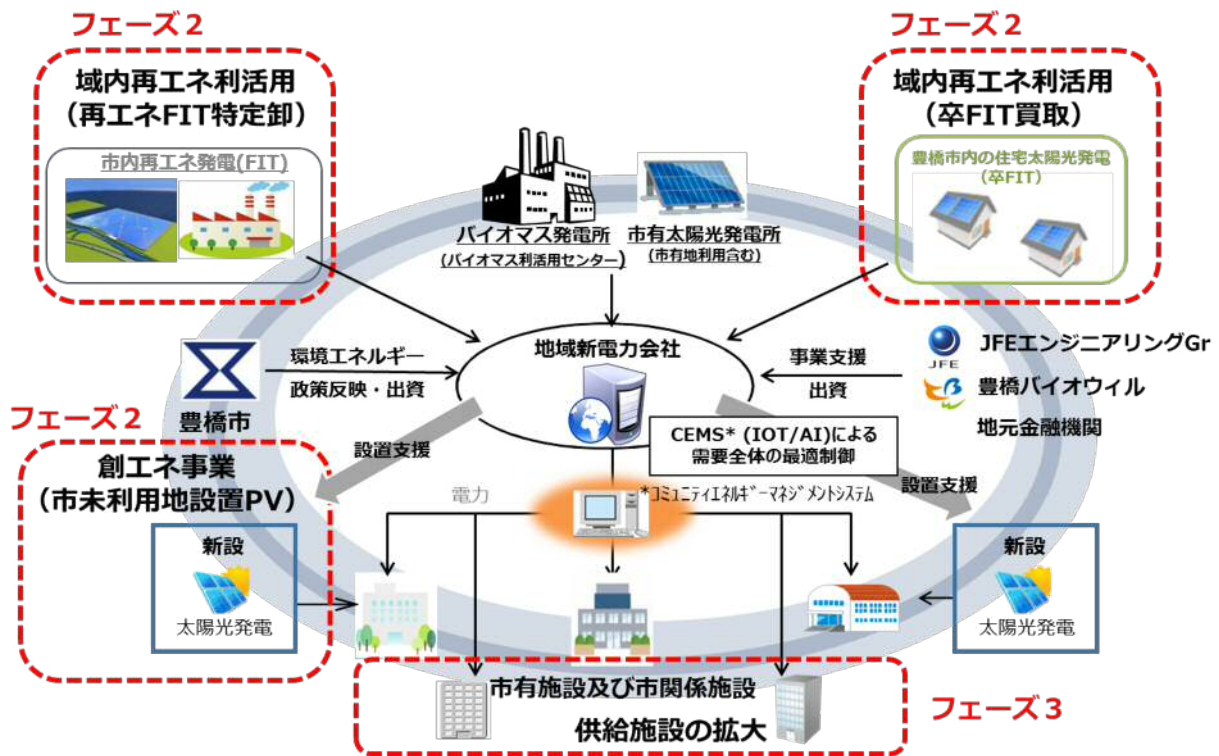 フェーズ2
フェーズ2
域内再エネ利活用
(再エネFIT特定卸)
市内再エネ発電(FIT)
域内再エネ利活用
(卒FIT買取)
豊橋市内の住宅太陽光発電
(卒FIT)
バイオマス発電所
(バイオマス利活用センター)
市有太陽光発電所
(市有地利用含む)
地域新電力会社
環境エネルギー
政策反映・出資
豊橋市
事業支援
出資
JFE
JFEエンジニアリングGr
豊橋バイオウィル
地元金融機関
フェーズ2
創エネ事業
(市未利用地設置PV)
設置支援
CEMS* (IOT/AI)による
需要全体の最適制御
*コミュニティエネルギーマネジメントシステム
設置支援
電力
新設
太陽光発電
新設
太陽光発電
市有施設及び市関係施設
供給施設の拡大
フェーズ3